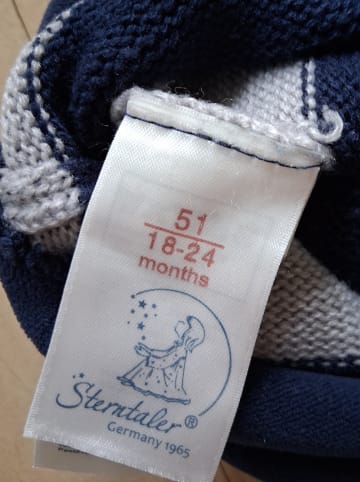 51
18-24
months
Sterntaler®
Germany 1965